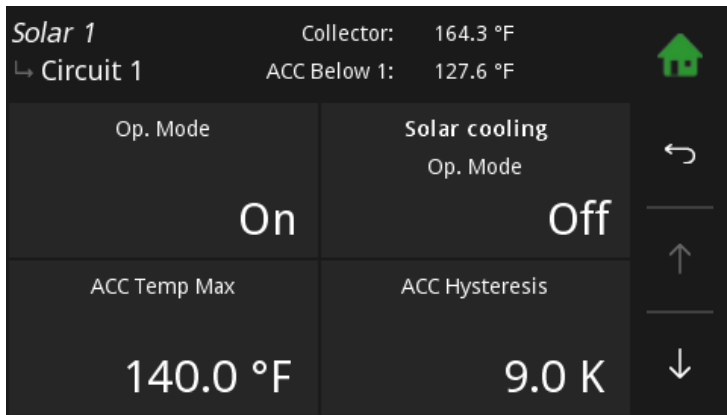 Solar 1 Collector: 164.3 °F
↳ Circuit 1 ACC Below 1: 127.6 °F
Op. Mode
On
Solar cooling
Op. Mode
Off
ACC Temp Max
140.0 °F
ACC Hysteresis
9.0 K